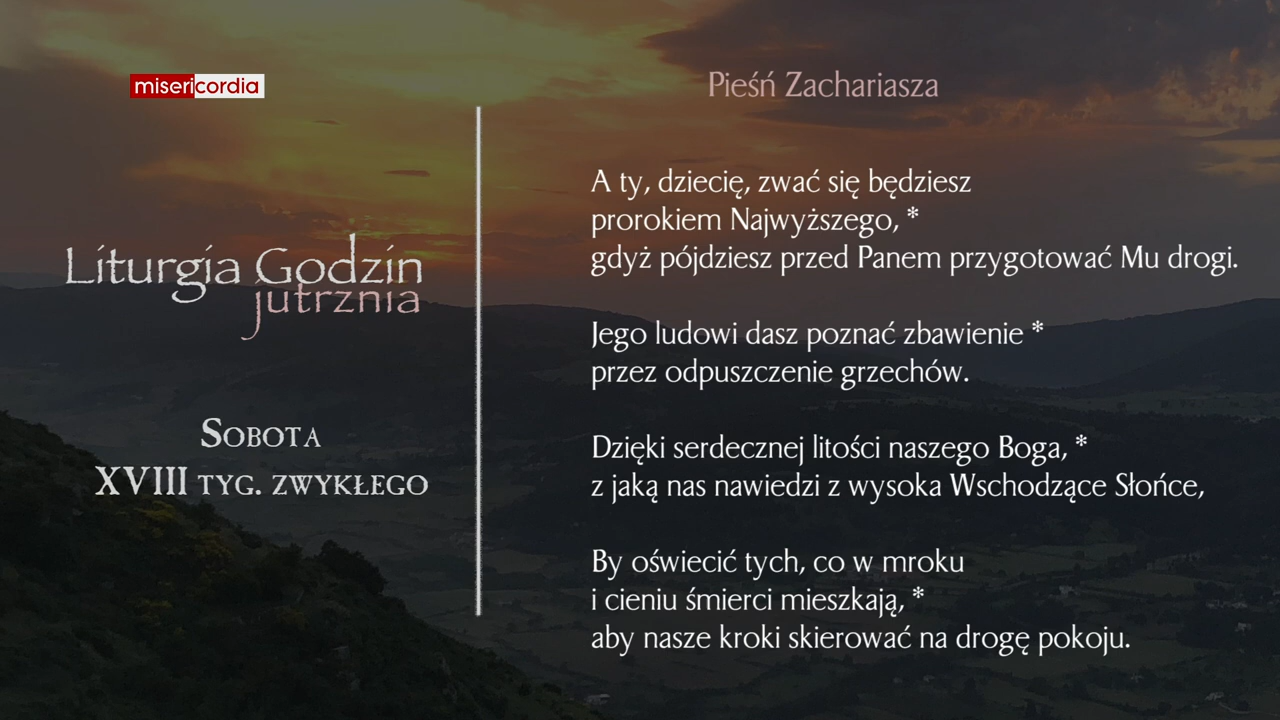 misericordia
Liturgia Godzin
jutrznia
Sobota
XVIII tyg. zwykłego
Pieśń Zachariasza
A ty, dziecię, zwać się będziesz
prorokiem Najwyższego, *
gdyż pójdziesz przed Panem przygotować Mu drogi.
Jego ludowi dasz poznać zbawienie *
przez odpuszczenie grzechów.
Dzięki serdecznej litości naszego Boga, *
z jaką nas nawiedzi z wysoka Wschodzące Słońce,
By oświecić tych, co w mroku
i cieniu śmierci mieszkają, *
aby nasze kroki skierować na drogę pokoju.